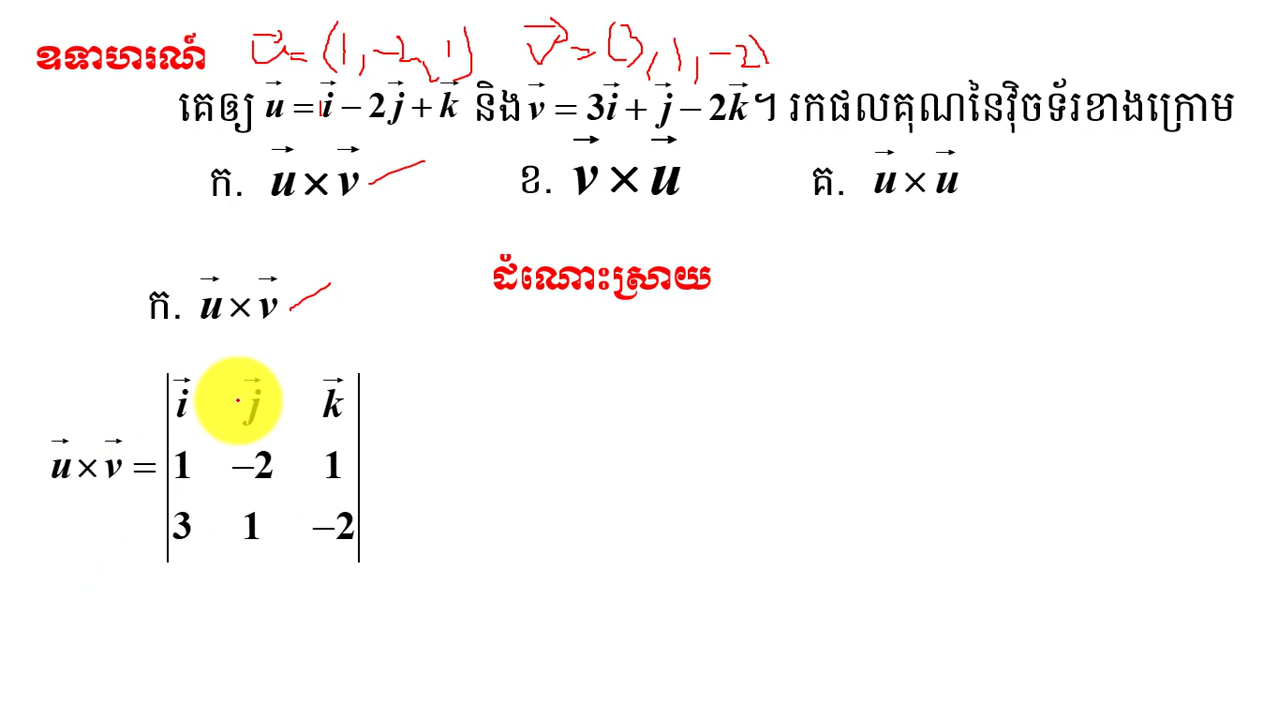 ឧទាហរណ៍ u⃗ = (1, -2, 1) v⃗ = (3, 1, -2)
គេឲ្យ u⃗ = i⃗ − 2j⃗ + k⃗ និង v⃗ = 3i⃗ + j⃗ − 2k⃗ ។ រកផលគុណនៃវ៉ិចទ័រខាងក្រោម
ក. u⃗ × v⃗ ខ. v⃗ × u⃗ គ. u⃗ × u⃗
ដំណោះស្រាយ
ក. u⃗ × v⃗
u⃗ × v⃗ = | i⃗ j⃗ k⃗ |
| 1 −2 1 |
| 3 1 −2 |